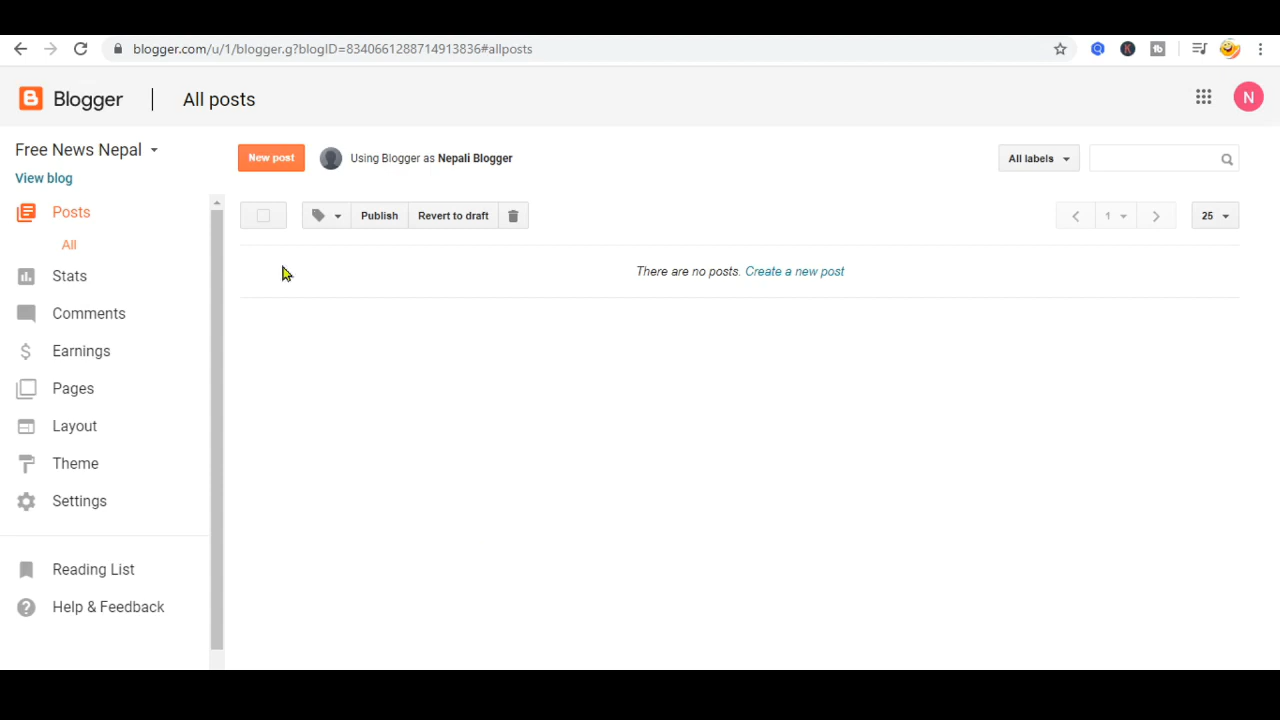 blogger.com/u/1/blogger.g?blogID=8340661288714913836#allposts
Blogger
All posts
N
Free News Nepal
View blog
New post
Using Blogger as Nepali Blogger
All labels
Posts
All
Stats
Comments
Earnings
Pages
Layout
Theme
Settings
Reading List
Help & Feedback
Publish
Revert to draft
1
25
There are no posts. Create a new post